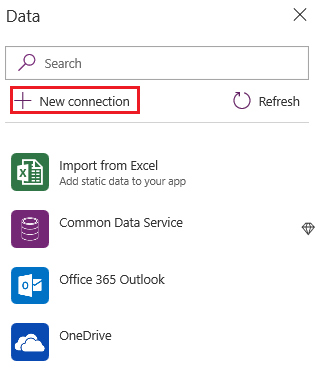 Data
Search
New connection
Refresh
Import from Excel
Add static data to your app
Common Data Service
Office 365 Outlook
OneDrive